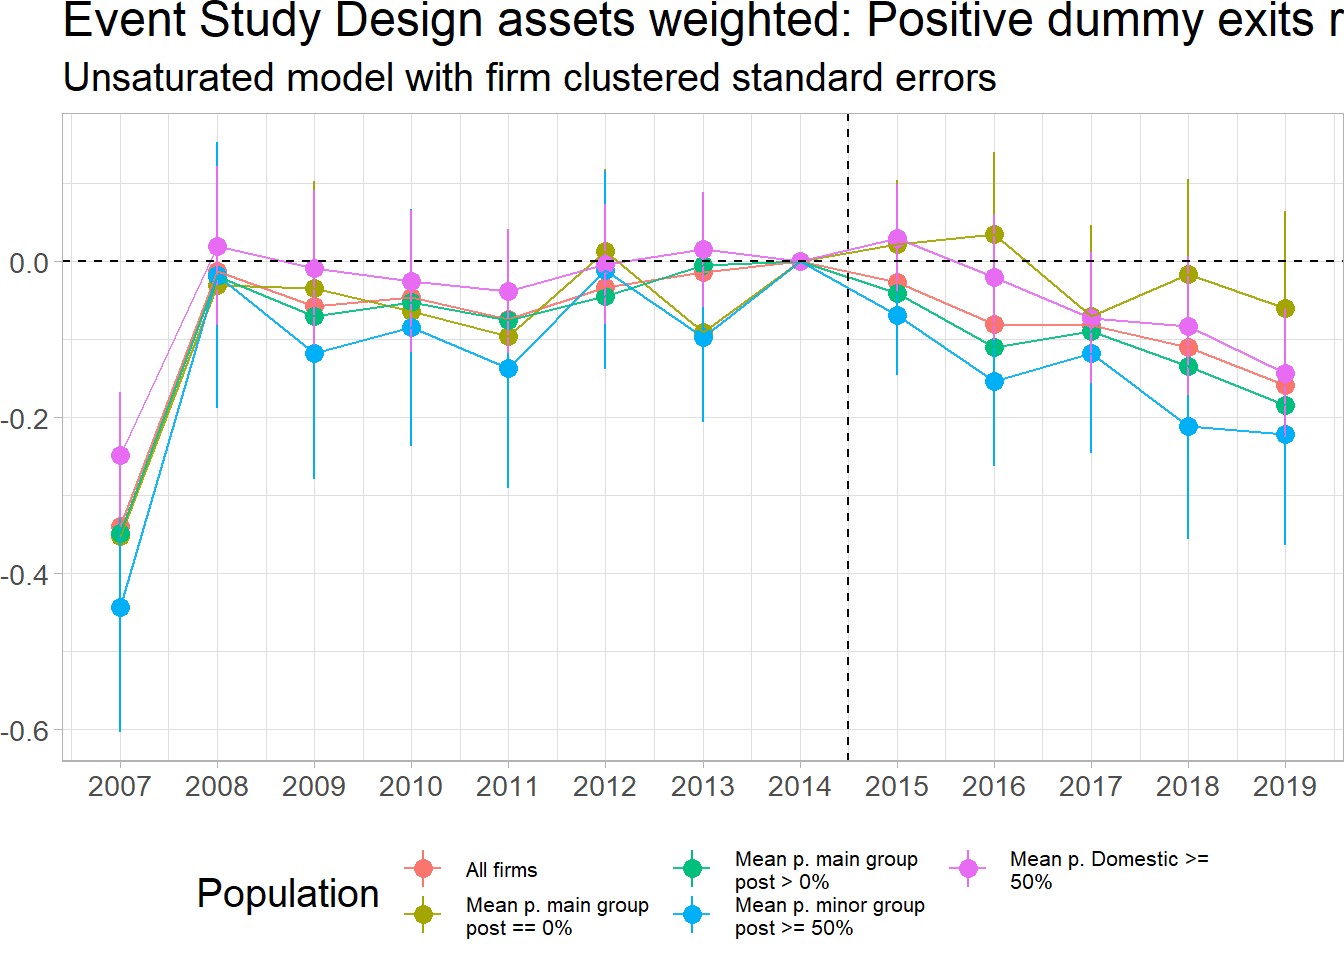 Event Study Design assets weighted: Positive dummy exits
Unsaturated model with firm clustered standard errors
0.0
-0.2
-0.4
-0.6
2007 2008 2009 2010 2011 2012 2013 2014 2015 2016 2017 2018 2019
Population
All firms
Mean p. main group
post == 0%
Mean p. main group
post > 0%
Mean p. minor group
post >= 50%
Mean p. Domestic >=
50%